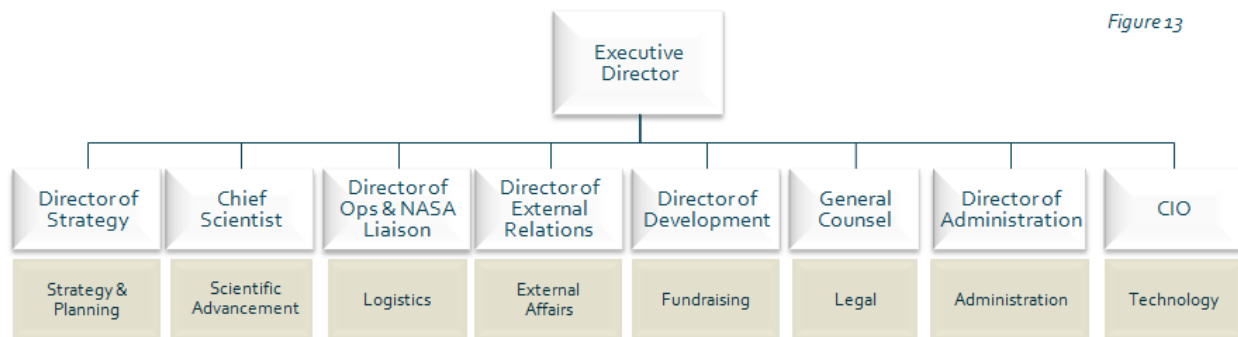 Figure 13
Executive
Director
Director of
Strategy
Chief
Scientist
Director of
Ops & NASA
Liaison
Director of
External
Relations
Director of
Development
General
Counsel
Director of
Administration
CIO
Strategy &
Planning
Scientific
Advancement
Logistics
External
Affairs
Fundraising
Legal
Administration
Technology